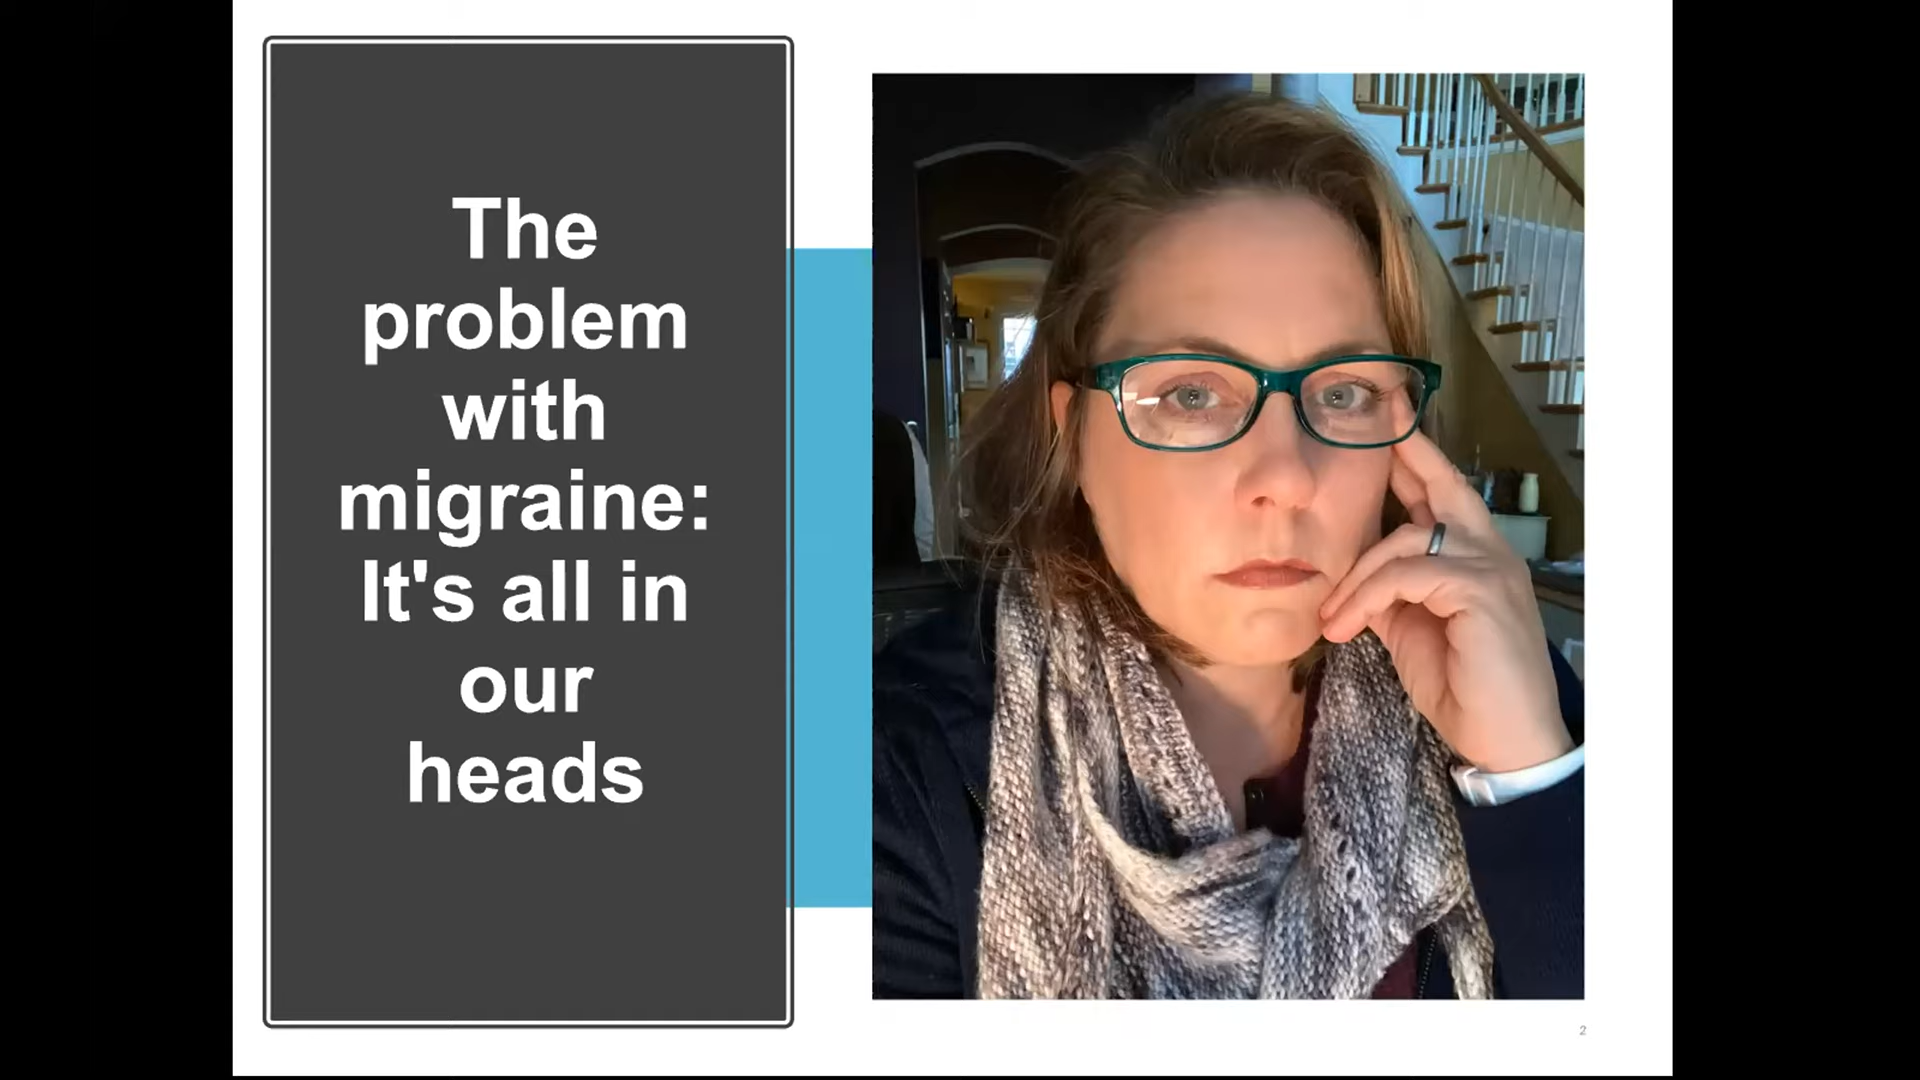 The
problem
with
migraine:
It's all in
our
heads
2